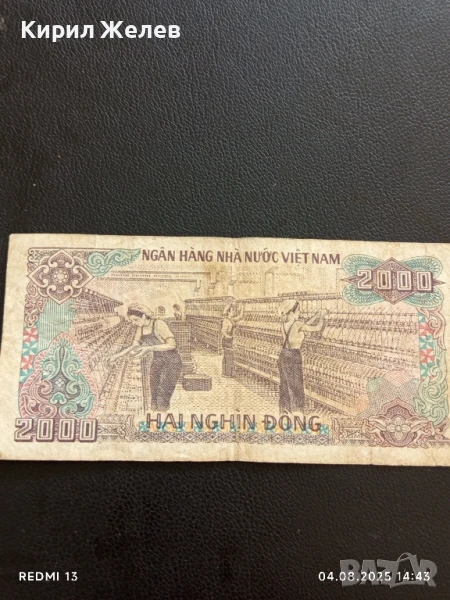 Кирил Желев
NGÂN HÀNG NHÀ NƯỚC VIỆT NAM
2000
2000
HAI NGHÌN ĐỒNG
REDMI 13
04.08.2025 14:43
BAZAR